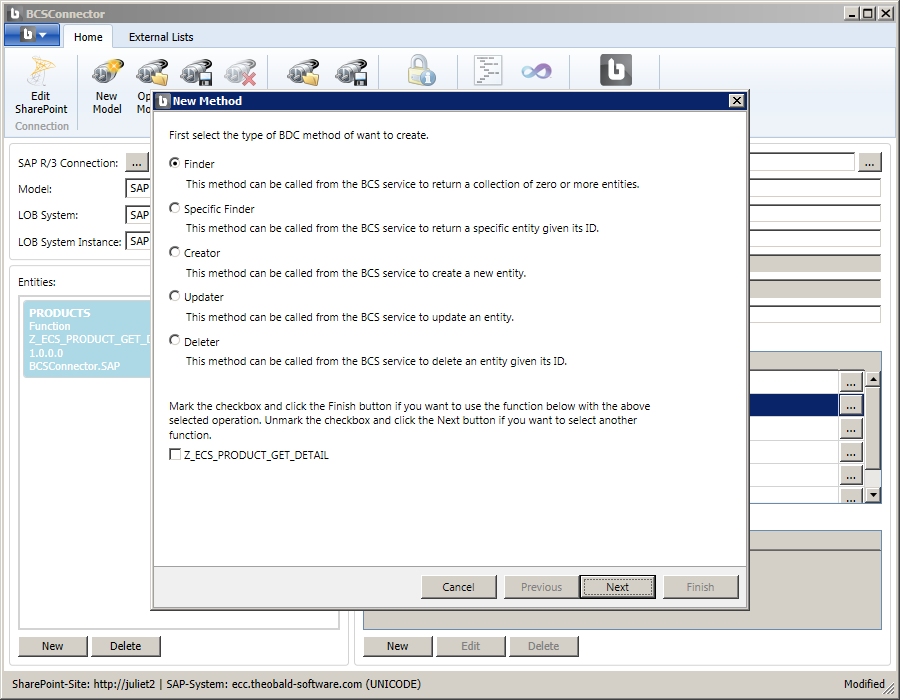 BCSConnector
Home
External Lists
Edit
SharePoint
New
Model
Connection
New Method
First select the type of BDC method of want to create.
Finder
This method can be called from the BCS service to return a collection of zero or more entities.
Specific Finder
This method can be called from the BCS service to return a specific entity given its ID.
Creator
This method can be called from the BCS service to create a new entity.
Updater
This method can be called from the BCS service to update an entity.
Deleter
This method can be called from the BCS service to delete an entity given its ID.
Mark the checkbox and click the Finish button if you want to use the function below with the above
selected operation. Unmark the checkbox and click the Next button if you want to select another
function.
Z_ECS_PRODUCT_GET_DETAIL
Cancel
Previous
Next
Finish
SAP R/3 Connection: ...
Model: SAP
LOB System: SAP
LOB System Instance: SAP
Entities:
PRODUCTS
Function
Z_ECS_PRODUCT_GET_
1.0.0.0
BCSConnector.SAP
...
...
...
...
...
...
...
New
Delete
New
Edit
Delete
SharePoint-Site: http://juliet2 | SAP-System: ecc.theobald-software.com (UNICODE)
Modified